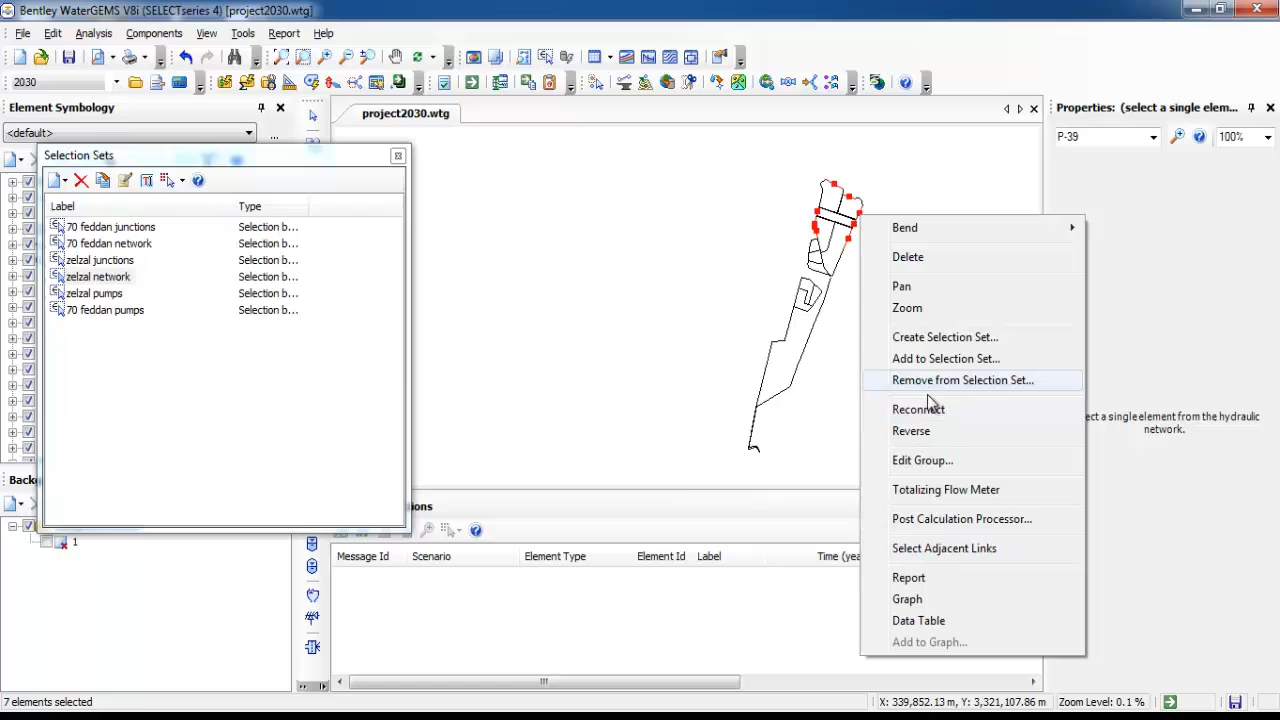 Bentley WaterGEMS V8i (SELECTseries 4) [project2030.wtg]
File Edit Analysis Components View Tools Report Help
2030
Element Symbology
<default>
...
project2030.wtg
Properties: (select a single elem...
P-39
100%
Selection Sets
Label Type
70 feddan junctions Selection b...
70 feddan network Selection b...
zelzal junctions Selection b...
zelzal network Selection b...
zelzal pumps Selection b...
70 feddan pumps Selection b...
Bend
Delete
Pan
Zoom
Create Selection Set...
Add to Selection Set...
Remove from Selection Set...
Reconnect
Reverse
Edit Group...
Totalizing Flow Meter
Post Calculation Processor...
Select Adjacent Links
Report
Graph
Data Table
Add to Graph...
ect a single element from the hydraulic
network.
Backg
1
ions
Message Id Scenario Element Type Element Id Label Time (yea
7 elements selected
X: 339,852.13 m, Y: 3,321,107.86 m
Zoom Level: 0.1 %